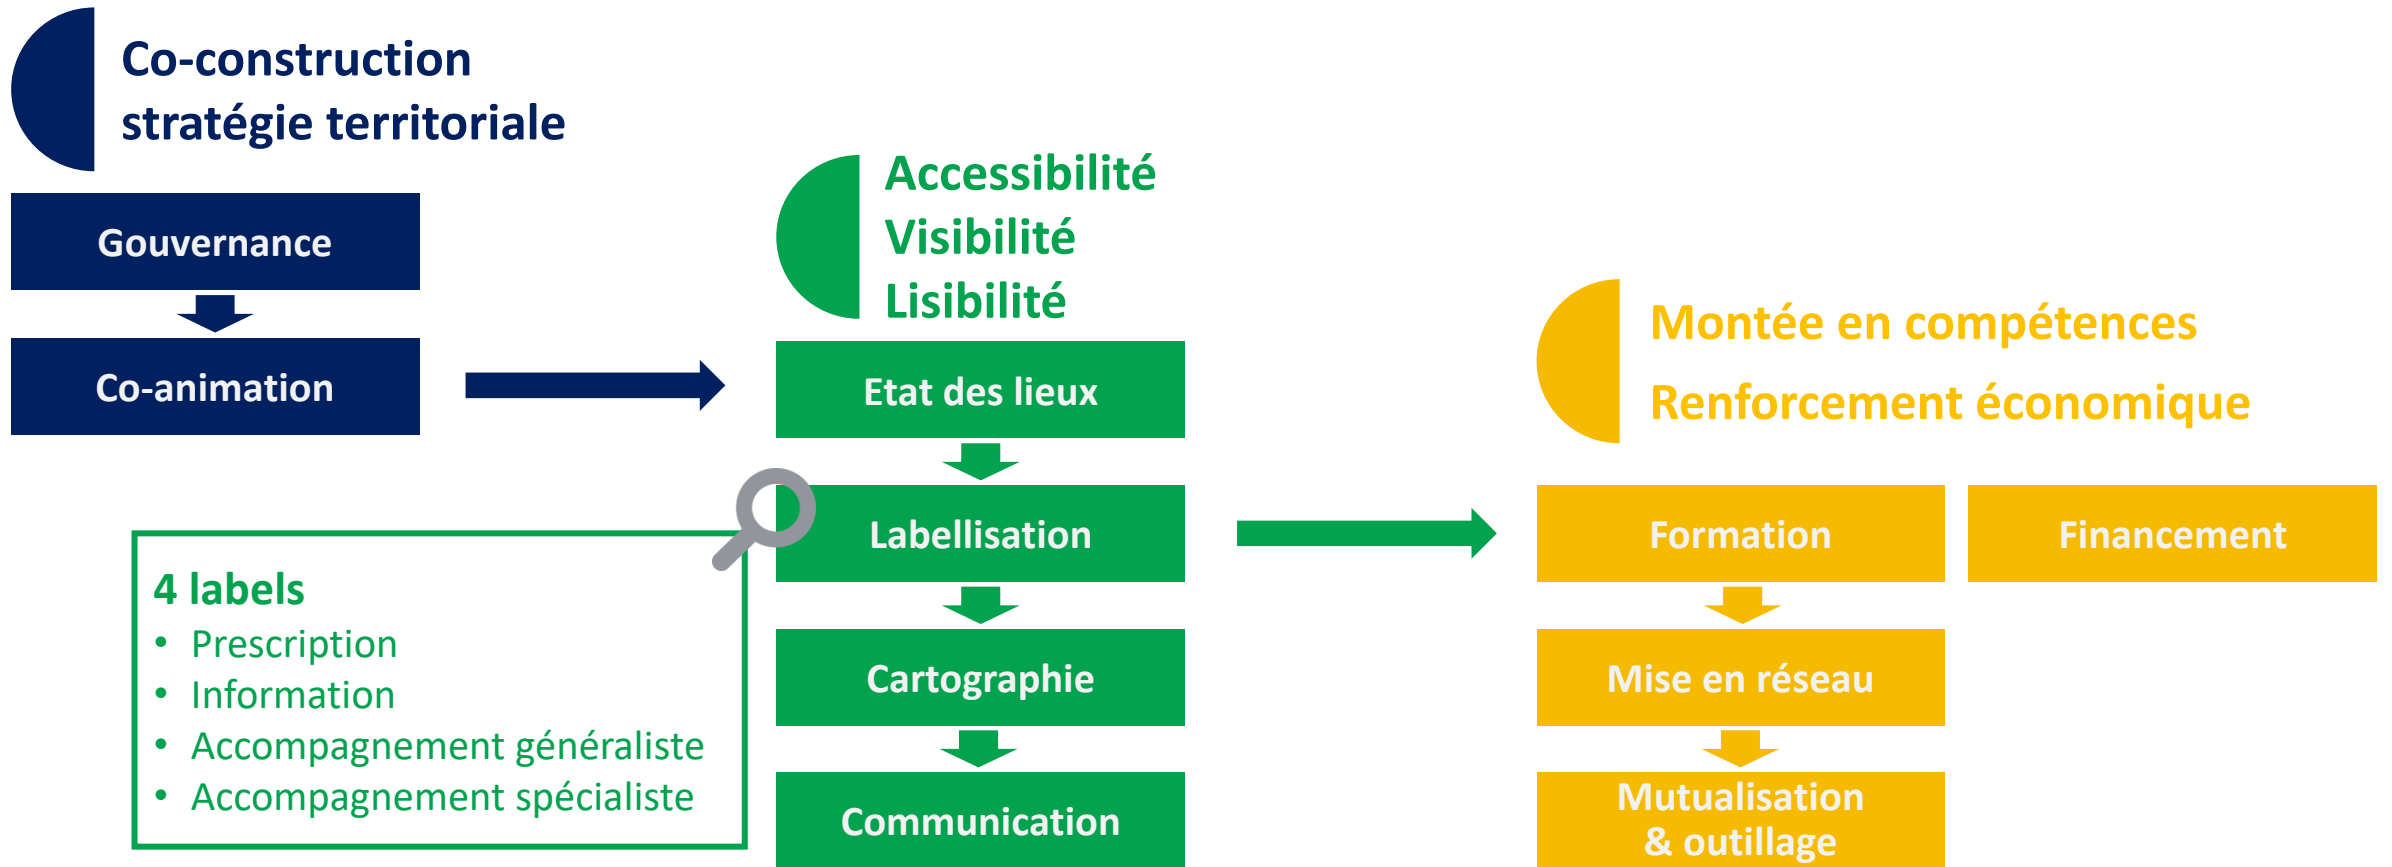 Co-construction
stratégie territoriale
Gouvernance
Co-animation
Accessibilité
Visibilité
Lisibilité
Etat des lieux
Labellisation
Cartographie
Communication
4 labels
• Prescription
• Information
• Accompagnement généraliste
• Accompagnement spécialiste
Montée en compétences
Renforcement économique
Formation
Financement
Mise en réseau
Mutualisation
& outillage